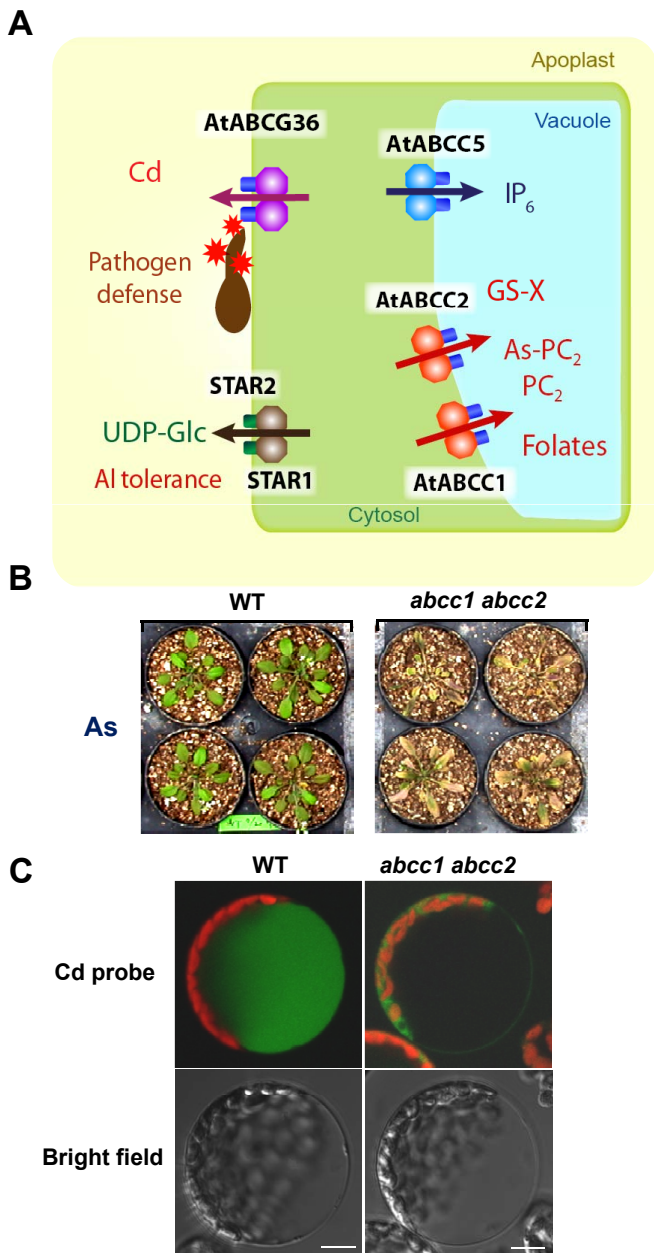 A
Apoplast
AtABCG36
Vacuole
AtABCC5
Cd
IP6
Pathogen
defense
GS-X
AtABCC2
As-PC2
PC2
STAR2
UDP-Glc
Folates
Al tolerance
STAR1
AtABCC1
Cytosol
B
WT
abcc1 abcc2
As
C
WT
abcc1 abcc2
Cd probe
Bright field